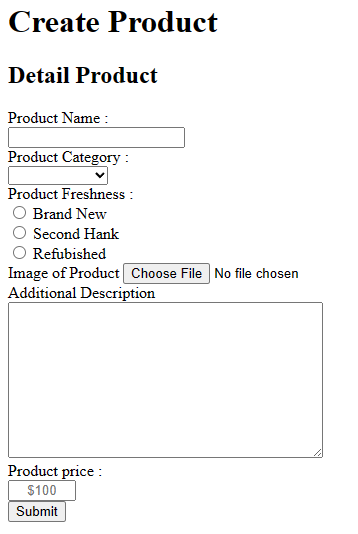 Create Product
Detail Product
Product Name :
Product Category :
Product Freshness :
Brand New
Second Hank
Refubished
Image of Product Choose File No file chosen
Additional Description
Product price :
$100
Submit